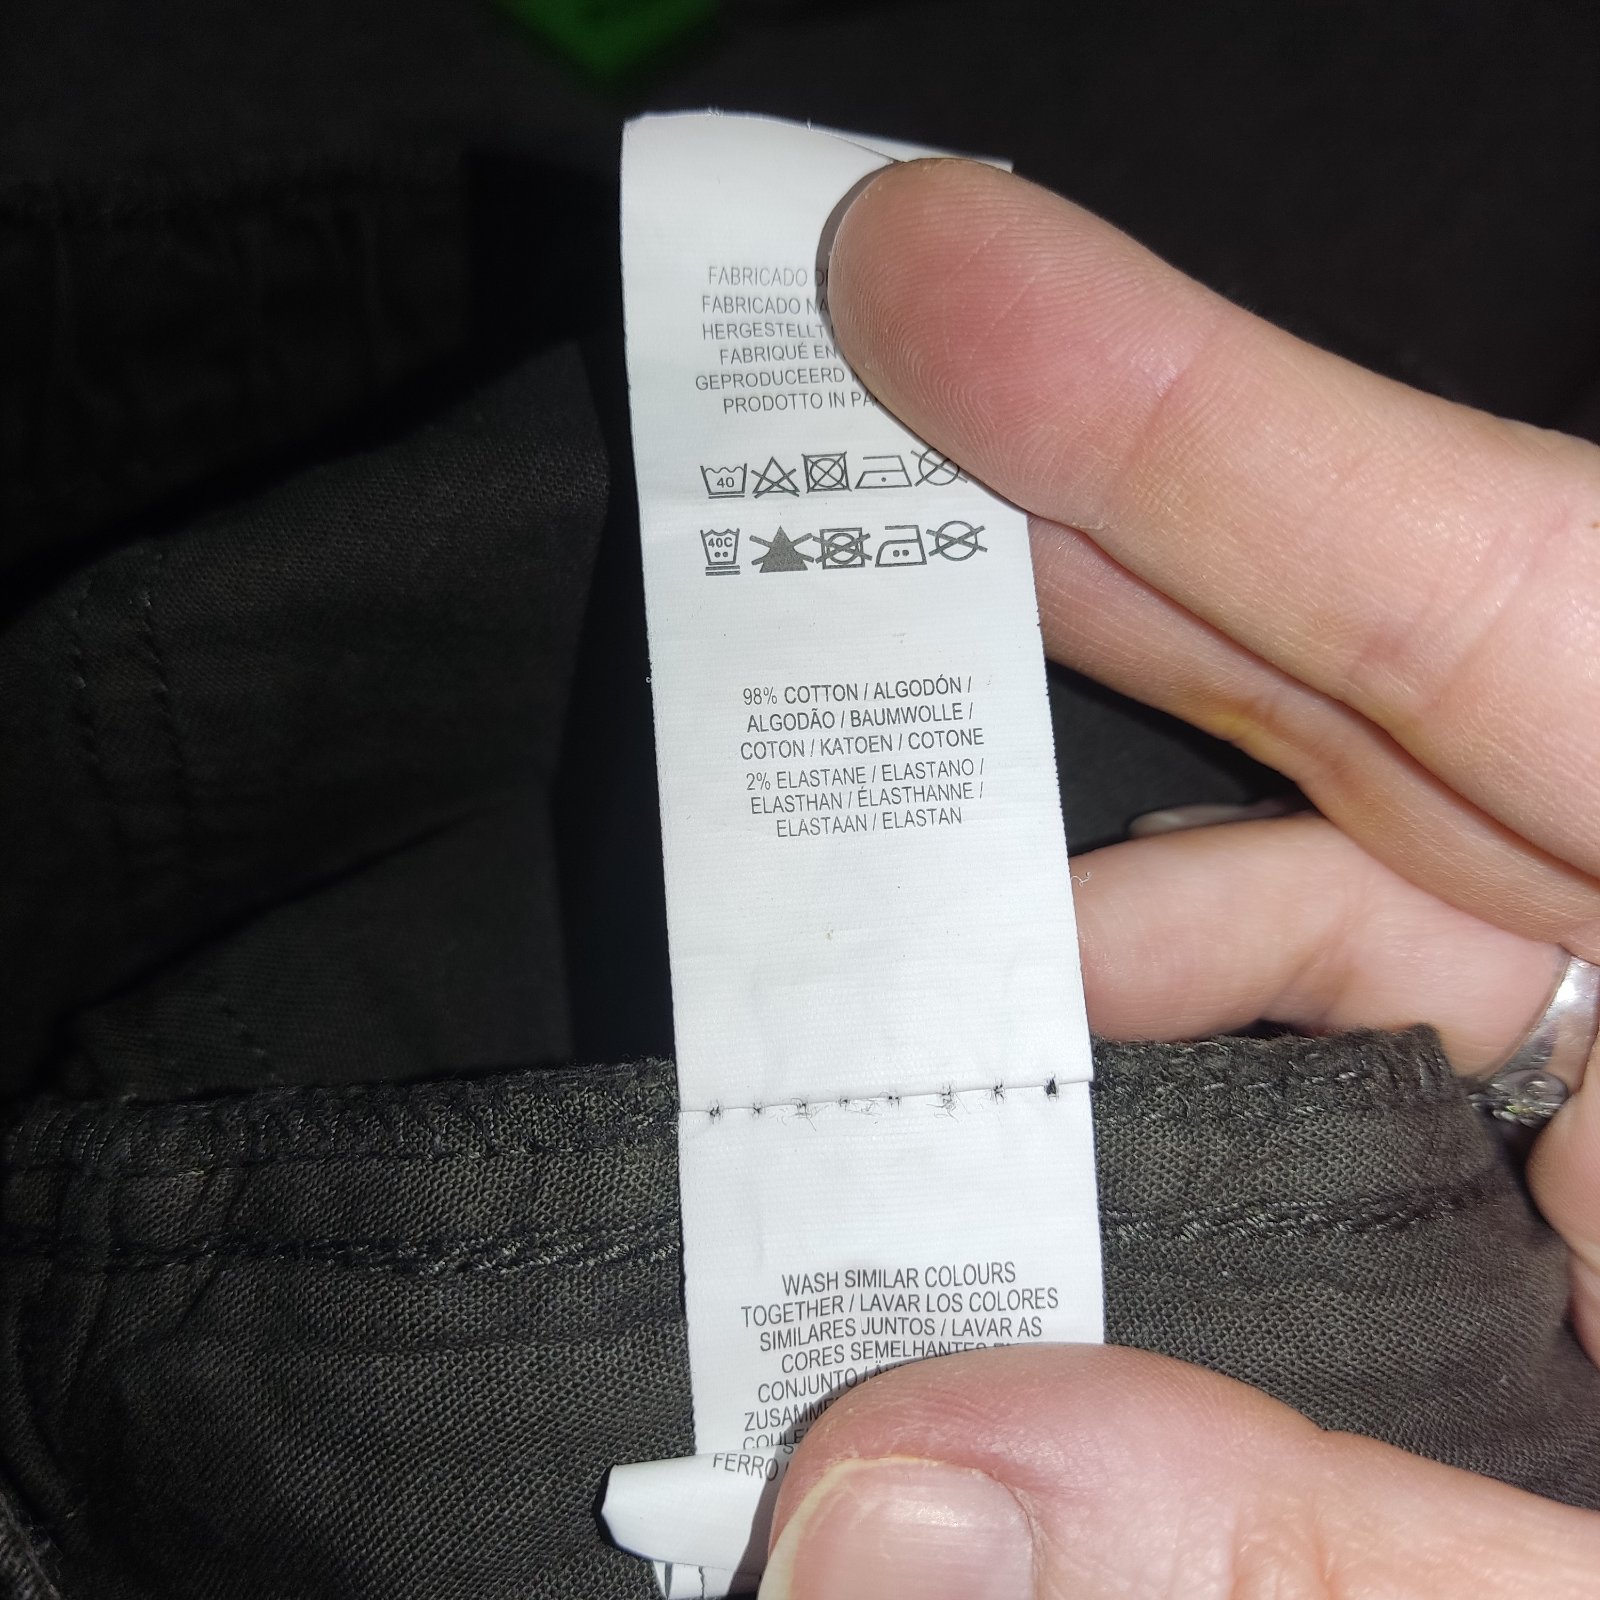 FABRICADO
FABRICADO
HERGESTELLT
FABRIQUÉ EN
GEPRODUCEERD
PRODOTTO IN
40
40C
98% COTTON / ALGODÓN /
ALGODÃO / BAUMWOLLE /
COTON / KATOEN / COTONE
2% ELASTANE / ELASTANO /
ELASTHAN / ÉLASTHANNE /
ELASTAAN / ELASTAN
WASH SIMILAR COLOURS
TOGETHER / LAVAR LOS COLORES
SIMILARES JUNTOS / LAVAR AS
CORES SEMELHANTES
CONJUNTO /
FERRO